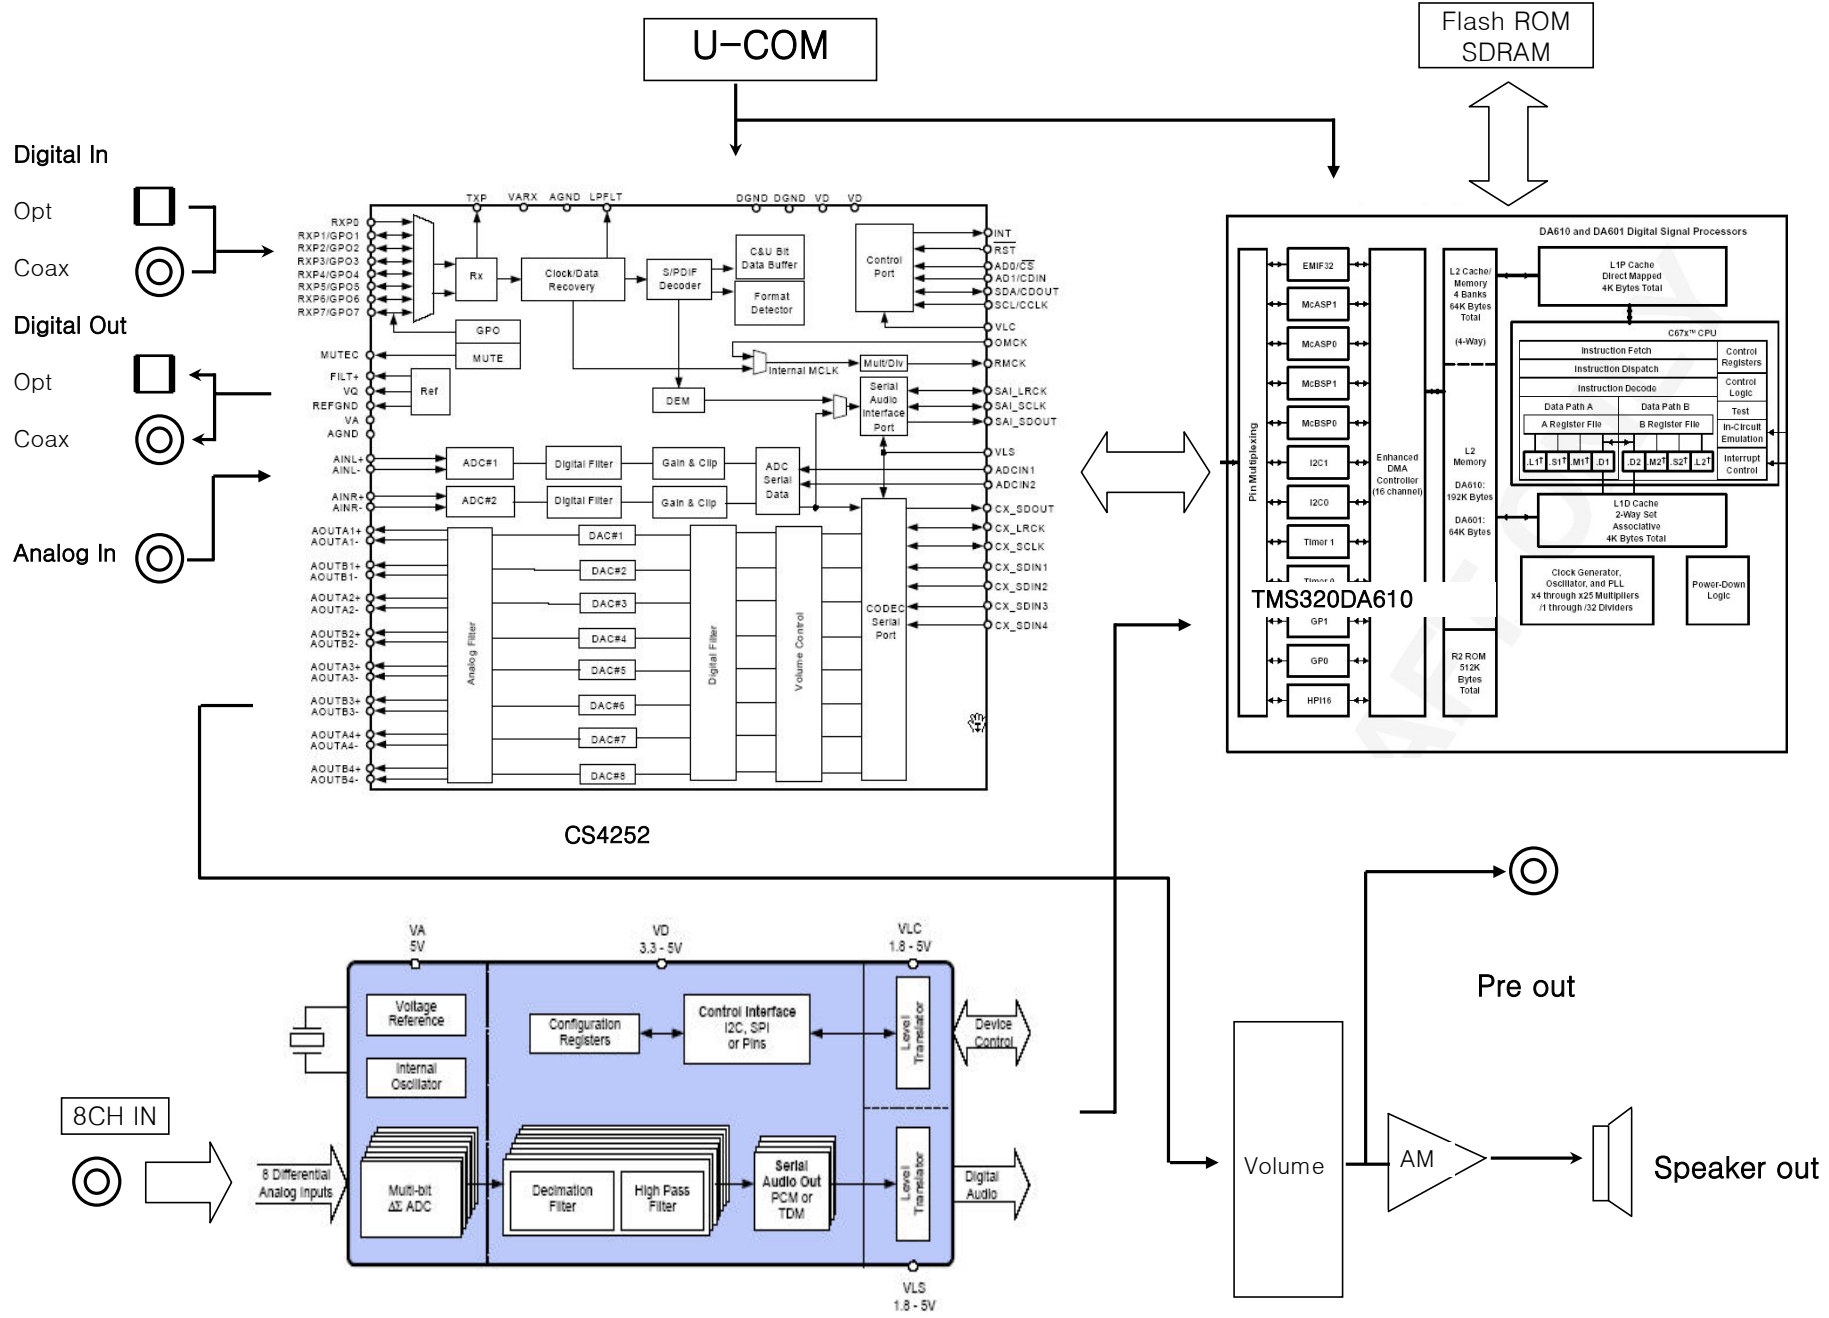 U-COM
Flash ROM
SDRAM
Digital In
Opt
Coax
Digital Out
Opt
Coax
Analog In
TXP
VARX
AGND
LPFLT
DGND
DGND
VD
VD
RXP0
RXP1/GPO1
RXP2/GPO2
RXP3/GPO3
RXP4/GPO4
RXP5/GPO5
RXP6/GPO6
RXP7/GPO7
MUTEC
FILT+
VQ
REFGND
VA
AGND
AINL+
AINL-
AINR+
AINR-
AOUTA1+
AOUTA1-
AOUTB1+
AOUTB1-
AOUTA2+
AOUTA2-
AOUTB2+
AOUTB2-
AOUTA3+
AOUTA3-
AOUTB3+
AOUTB3-
AOUTA4+
AOUTA4-
AOUTB4+
AOUTB4-
Rx
Clock/Data
Recovery
S/PDIF
Decoder
C&U Bit
Data Buffer
Format
Detector
Control
Port
GPO
MUTE
Ref
Internal MCLK
Mult/Div
DEM
Serial
Audio
Interface
Port
ADC#1
Digital Filter
Gain & Clip
ADC#2
Digital Filter
Gain & Clip
ADC
Serial
Data
DAC#1
DAC#2
DAC#3
DAC#4
DAC#5
DAC#6
DAC#7
DAC#8
Analog Filter
Digital Filter
Volume Control
CODEC
Serial
Port
INT
RST
AD0/CS
AD1/CDIN
SDA/CDOUT
SCL/CCLK
VLC
OMCK
RMCK
SAI_LRCK
SAI_SCLK
SAI_SDOUT
VLS
ADCIN1
ADCIN2
CX_SDOUT
CX_LRCK
CX_SCLK
CX_SDIN1
CX_SDIN2
CX_SDIN3
CX_SDIN4
CS4252
DA610 and DA601 Digital Signal Processors
Pin Multiplexing
EMIF32
McASP1
McASP0
McBSP1
McBSP0
I2C1
I2C0
Timer 1
Timer 0
TMS320DA610
GP1
GP0
HPI16
Enhanced
DMA
Controller
(16 channel)
L2 Cache/
Memory
4 Banks
64K Bytes
Total
(4-Way)
L2
Memory
DA610:
192K Bytes
DA601:
64K Bytes
R2 ROM
512K
Bytes
Total
L1P Cache
Direct Mapped
4K Bytes Total
C67x™ CPU
Instruction Fetch
Instruction Dispatch
Instruction Decode
Data Path A
Data Path B
A Register File
B Register File
.L1†
.S1†
.M1†
.D1
.D2
.M2†
.S2†
.L2†
Control
Registers
Control
Logic
Test
In-Circuit
Emulation
Interrupt
Control
L1D Cache
2-Way Set
Associative
4K Bytes Total
Clock Generator,
Oscillator, and PLL
x4 through x25 Multipliers
/1 through /32 Dividers
Power-Down
Logic
VA
5V
VD
3.3 - 5V
VLC
1.8 - 5V
Voltage
Reference
Internal
Oscillator
Configuration
Registers
Control Interface
I2C, SPI
or Pins
Level
Translator
Device
Control
8CH IN
8 Differential
Analog Inputs
Multi-bit
ΔΣ ADC
Decimation
Filter
High Pass
Filter
Serial
Audio Out
PCM or
TDM
Level
Translator
Digital
Audio
VLS
1.8 - 5V
Pre out
Volume
AM
Speaker out